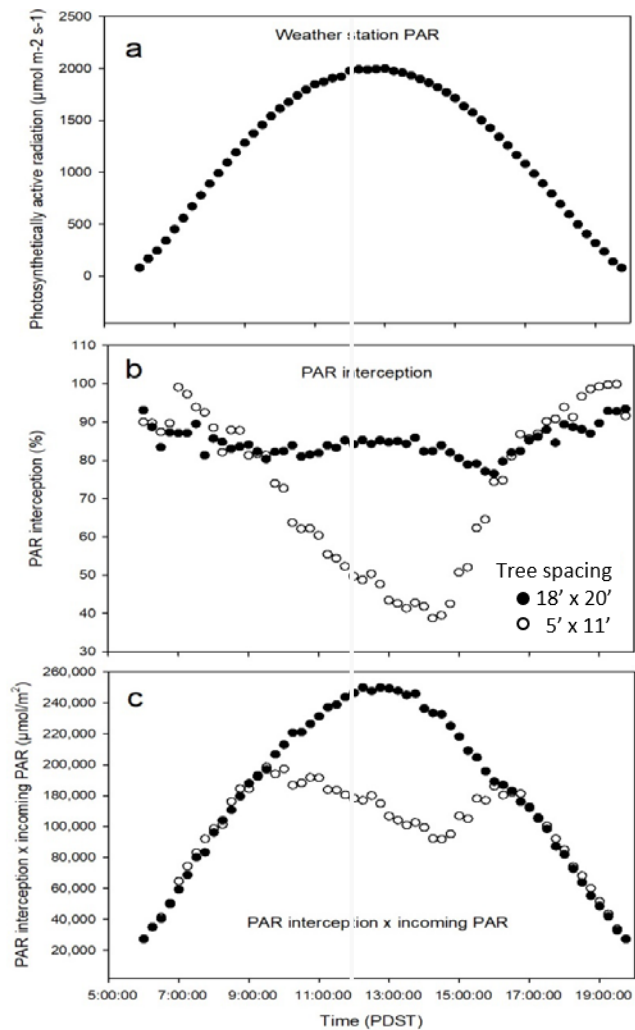 a
Weather station PAR
Photosynthetically active radiation (µmol m-2 s-1)
2000
1500
1000
500
0
b
PAR interception
PAR interception (%)
110
100
90
80
70
60
50
40
30
Tree spacing
18’ x 20’
5’ x 11’
c
PAR interception x incoming PAR (µmol/m²)
260,000
240,000
220,000
200,000
180,000
160,000
140,000
120,000
100,000
80,000
60,000
40,000
20,000
PAR interception x incoming PAR
5:00:00 7:00:00 9:00:00 11:00:00 13:00:00 15:00:00 17:00:00 19:00:00
Time (PDST)